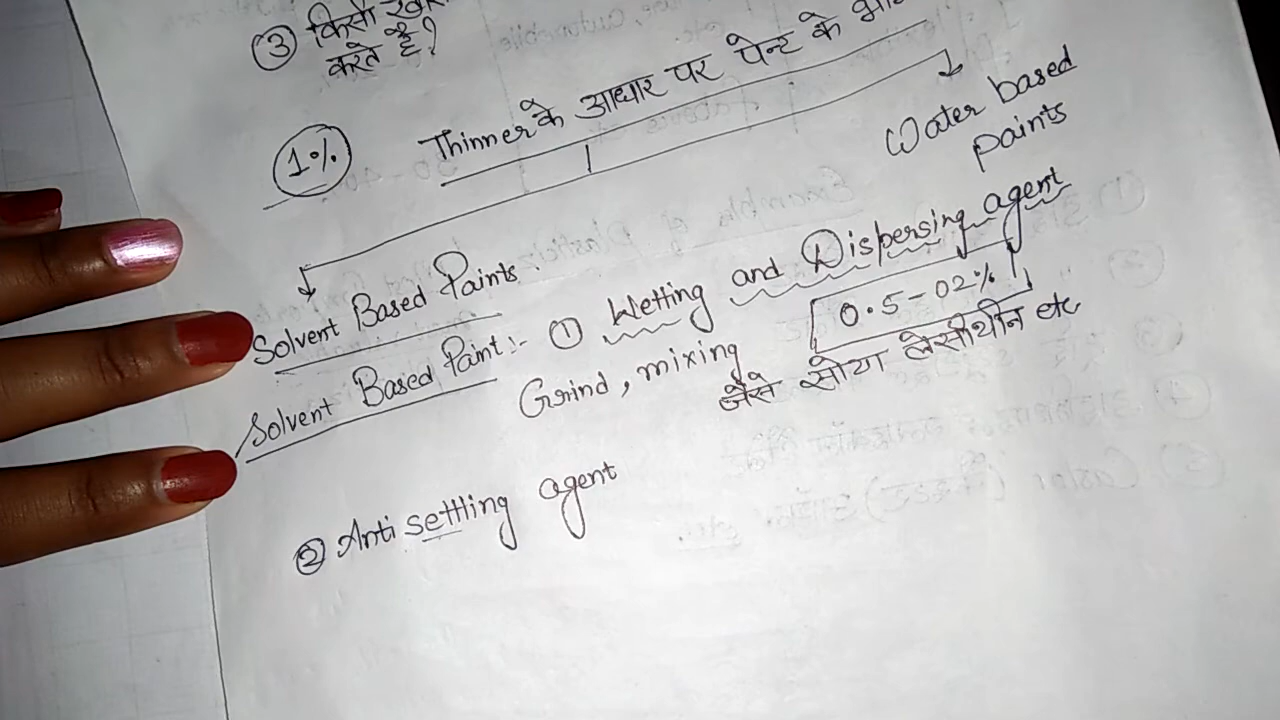 ③ किसी
करते है?
1% Thinner के आधार पर पेन्ट के
Water based
paints
Solvent Based Paints.
Solvent Based Paint:- ① Wetting and Dispersing agent
Grind, mixing 0.5-02%
जैसे सोया लेसीथीन etc
② Anti settling agent